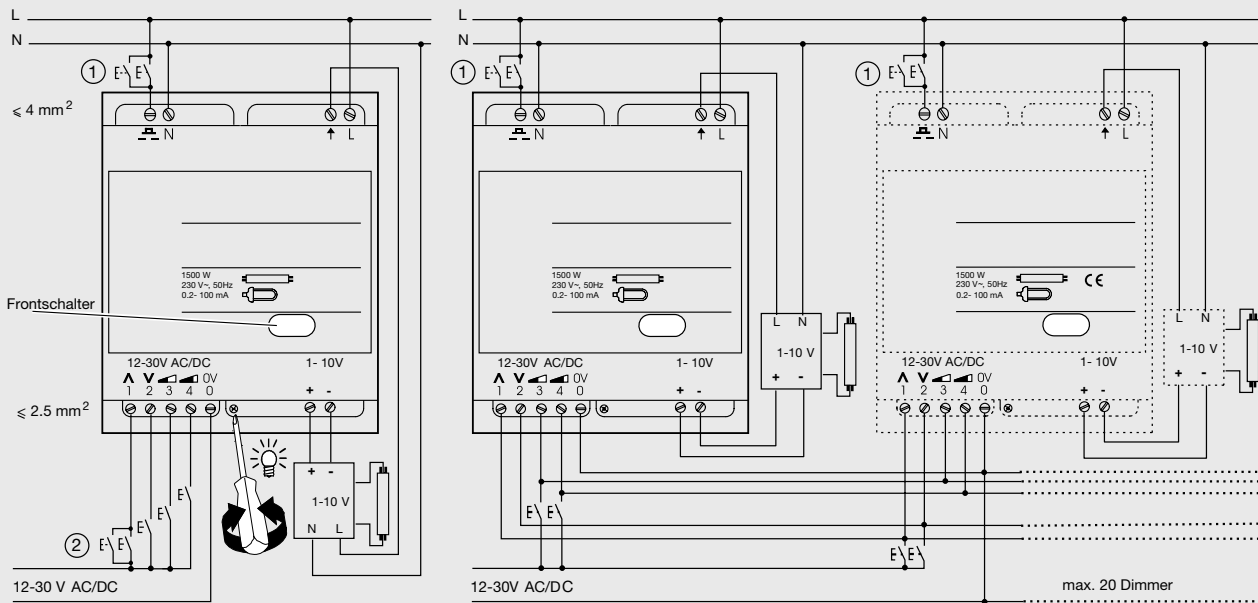 L
N
1
≤ 4 mm²
N
↑ L
1500 W
230 V~, 50Hz
0.2- 100 mA
Frontschalter
12-30V AC/DC
1- 10V
0V
1 2 3 4 0
+ -
≤ 2.5 mm²
+ -
1-10 V
N L
2
12-30 V AC/DC
L
N
1
N
↑ L
1500 W
230 V~, 50Hz
0.2- 100 mA
L N
1-10 V
+ -
12-30V AC/DC
1- 10V
0V
1 2 3 4 0
+ -
12-30V AC/DC
1
N
↑ L
1500 W
230 V~, 50Hz
0.2- 100 mA
CE
L N
1-10 V
+ -
12-30V AC/DC
1- 10V
0V
1 2 3 4 0
+ -
max. 20 Dimmer